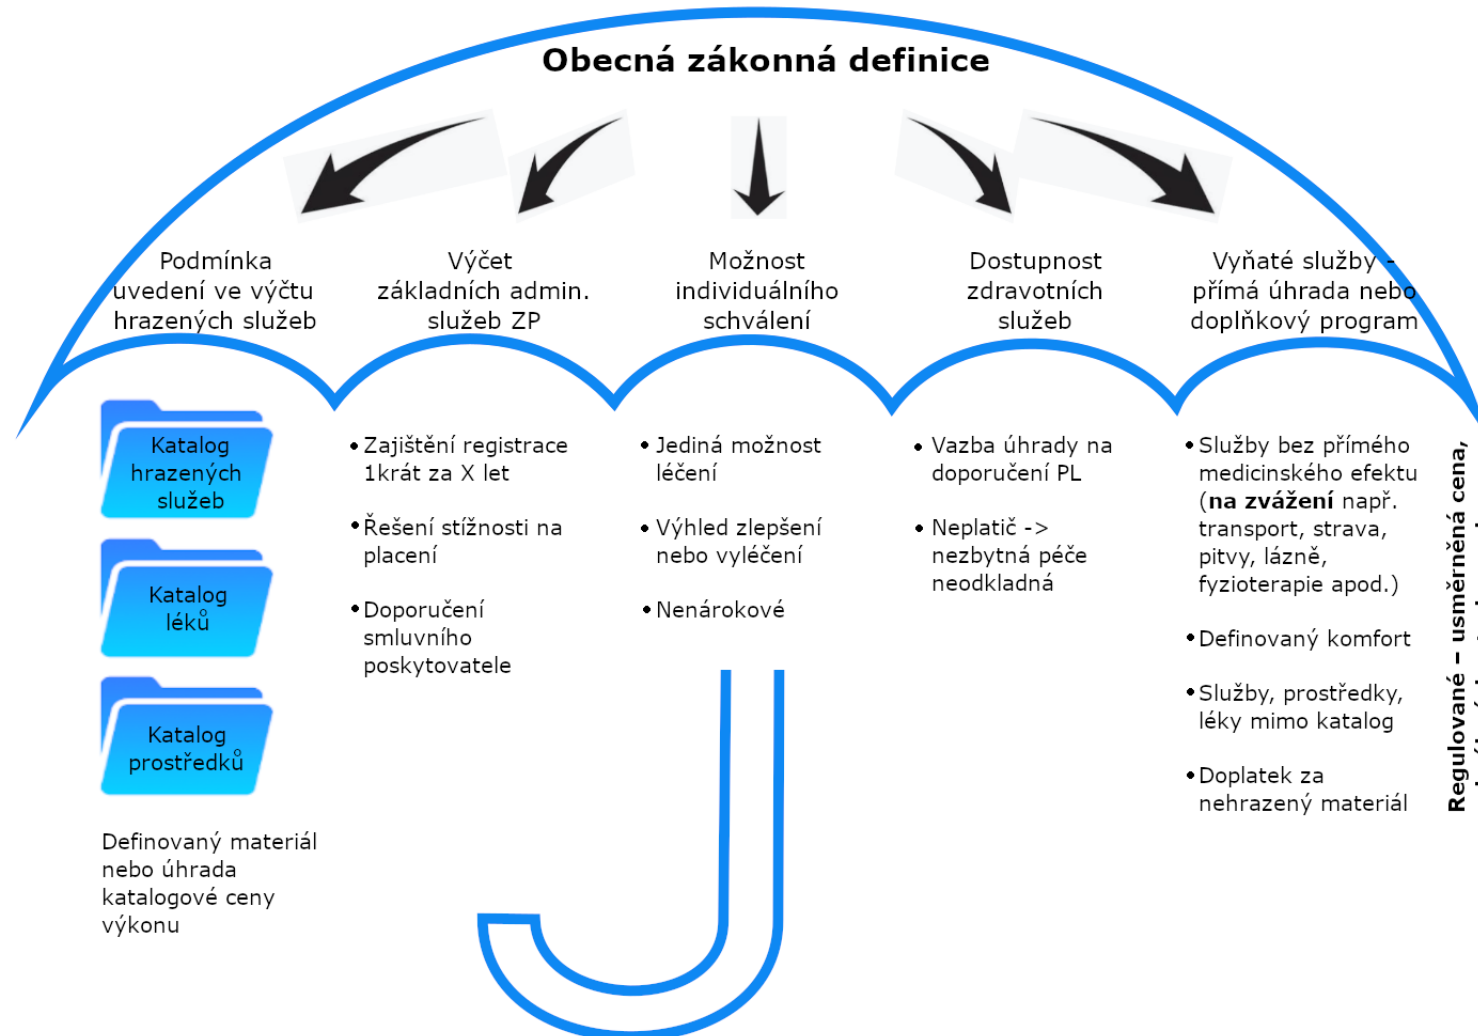 Obecná zákonná definice
Podmínka
uvedení ve výčtu
hrazených služeb
Výčet
základních admin.
služeb ZP
Možnost
individuálního
schválení
Dostupnost
zdravotních
služeb
Vyňaté služby -
přímá úhrada nebo
doplňkový program
Katalog
hrazených
služeb
Katalog
léků
Katalog
prostředků
Definovaný materiál
nebo úhrada
katalogové ceny
výkonu
• Zajištění registrace
1krát za X let
• Řešení stížnosti na
placení
• Doporučení
smluvního
poskytovatele
• Jediná možnost
léčení
• Výhled zlepšení
nebo vyléčení
• Nenárokové
• Vazba úhrady na
doporučení PL
• Neplatič ->
nezbytná péče
neodkladná
• Služby bez přímého
medicinského efektu
(na zvážení např.
transport, strava,
pitvy, lázně,
fyzioterapie apod.)
• Definovaný komfort
• Služby, prostředky,
léky mimo katalog
• Doplatek za
nehrazený materiál
Regulované – usměrněná cena,